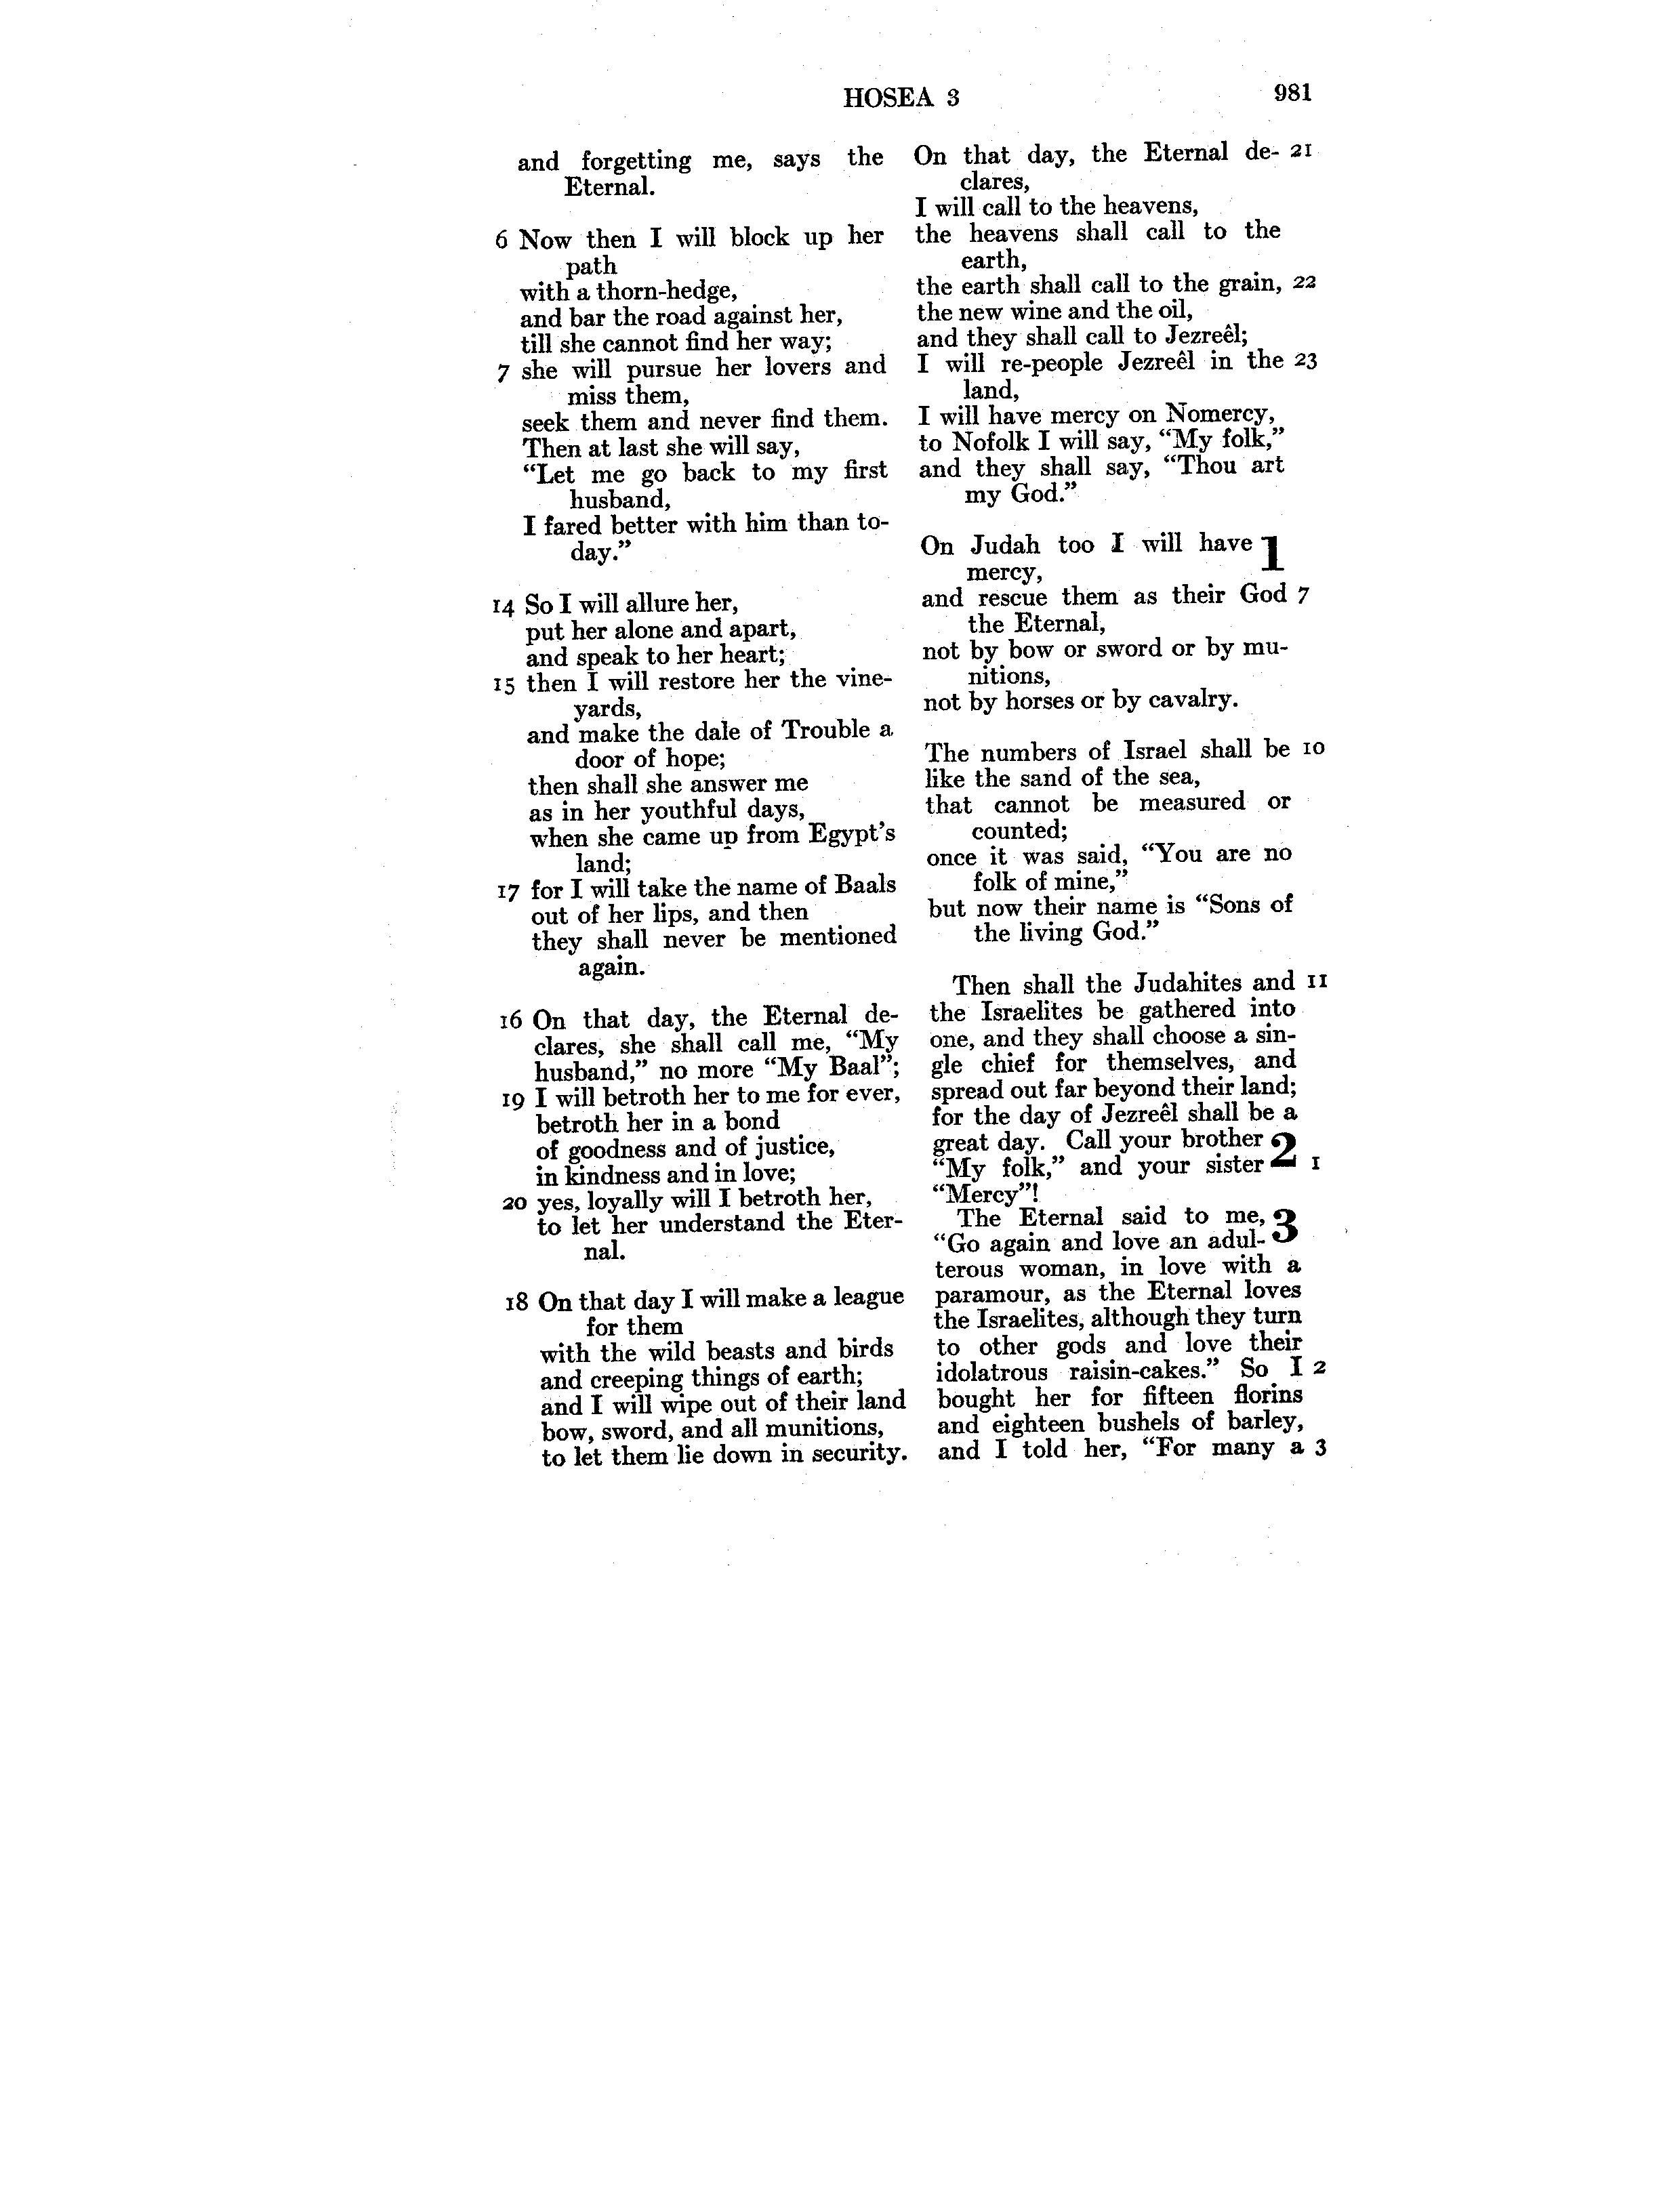 HOSEA 3 981
and forgetting me, says the
Eternal.
6 Now then I will block up her
path
with a thorn-hedge,
and bar the road against her,
till she cannot find her way;
7 she will pursue her lovers and
miss them,
seek them and never find them.
Then at last she will say,
“Let me go back to my first
husband,
I fared better with him than to-
day.”
14 So I will allure her,
put her alone and apart,
and speak to her heart;
15 then I will restore her the vine-
yards,
and make the dale of Trouble a
door of hope;
then shall she answer me
as in her youthful days,
when she came up from Egypt’s
land;
17 for I will take the name of Baals
out of her lips, and then
they shall never be mentioned
again.
16 On that day, the Eternal de-
clares, she shall call me, “My
husband,” no more “My Baal”;
19 I will betroth her to me for ever,
betroth her in a bond
of goodness and of justice,
in kindness and in love;
20 yes, loyally will I betroth her,
to let her understand the Eter-
nal.
18 On that day I will make a league
for them
with the wild beasts and birds
and creeping things of earth;
and I will wipe out of their land
bow, sword, and all munitions,
to let them lie down in security.
On that day, the Eternal de- 21
clares,
I will call to the heavens,
the heavens shall call to the
earth,
the earth shall call to the grain, 22
the new wine and the oil,
and they shall call to Jezreêl;
I will re-people Jezreêl in the 23
land,
I will have mercy on Nomercy,
to Nofolk I will say, “My folk,”
and they shall say, “Thou art
my God.”
On Judah too I will have 1
mercy,
and rescue them as their God 7
the Eternal,
not by bow or sword or by mu-
nitions,
not by horses or by cavalry.
The numbers of Israel shall be 10
like the sand of the sea,
that cannot be measured or
counted;
once it was said, “You are no
folk of mine,”
but now their name is “Sons of
the living God.”
Then shall the Judahites and 11
the Israelites be gathered into
one, and they shall choose a sin-
gle chief for themselves, and
spread out far beyond their land;
for the day of Jezreêl shall be a
great day. Call your brother 2
“My folk,” and your sister 1
“Mercy”!
The Eternal said to me, 3
“Go again and love an adul-
terous woman, in love with a
paramour, as the Eternal loves
the Israelites, although they turn
to other gods and love their
idolatrous raisin-cakes.” So I 2
bought her for fifteen florins
and eighteen bushels of barley,
and I told her, “For many a 3